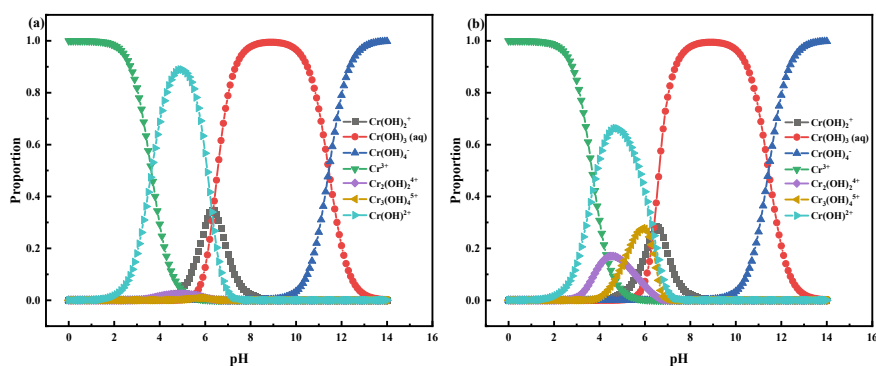 (a)
Proportion
1.0
0.8
0.6
0.4
0.2
0.0
Cr(OH)₂⁺
Cr(OH)₃ (aq)
Cr(OH)₄⁻
Cr³⁺
Cr₂(OH)₂⁴⁺
Cr₃(OH)₄⁵⁺
Cr(OH)²⁺
0 2 4 6 8 10 12 14 16
pH
(b)
Proportion
1.0
0.8
0.6
0.4
0.2
0.0
Cr(OH)₂⁺
Cr(OH)₃ (aq)
Cr(OH)₄⁻
Cr³⁺
Cr₂(OH)₂⁴⁺
Cr₃(OH)₄⁵⁺
Cr(OH)²⁺
0 2 4 6 8 10 12 14 16
pH